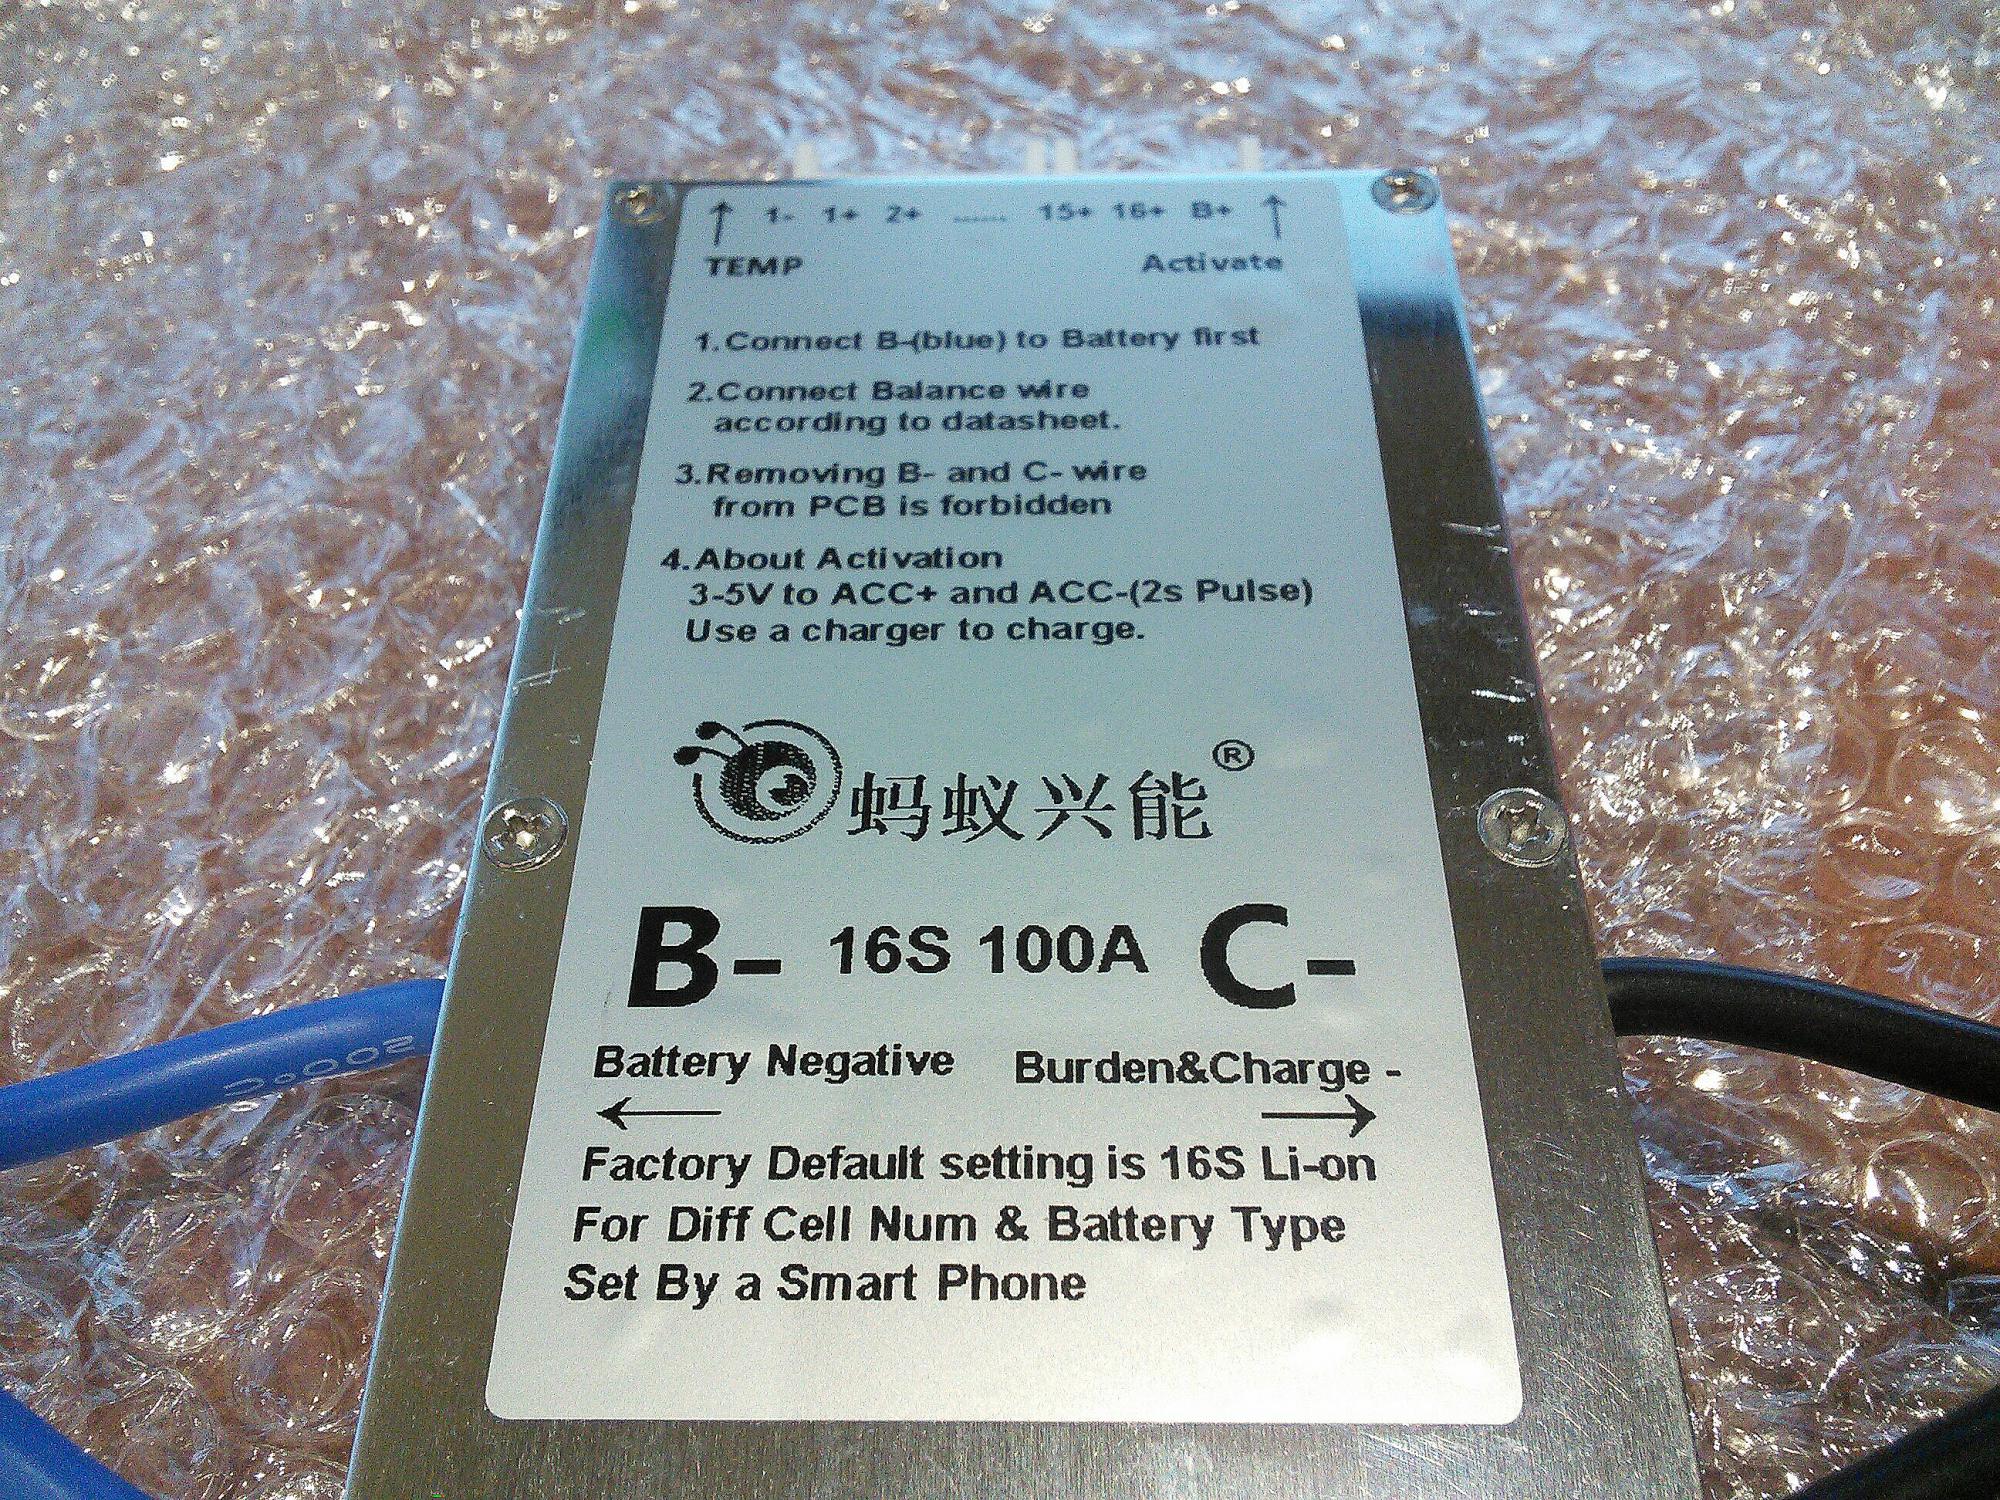 1- 1+ 2+ ...... 15+ 16+ B+
TEMP Activate
1.Connect B-(blue) to Battery first
2.Connect Balance wire
according to datasheet.
3.Removing B- and C- wire
from PCB is forbidden
4.About Activation
3-5V to ACC+ and ACC-(2s Pulse)
Use a charger to charge.
蚂蚁兴能®
B- 16S 100A C-
Battery Negative Burden&Charge -
Factory Default setting is 16S Li-on
For Diff Cell Num & Battery Type
Set By a Smart Phone
200°C